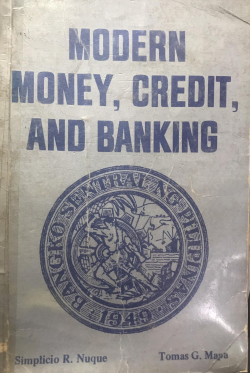 MODERN
MONEY, CREDIT,
AND BANKING
BANGKO SENTRAL NG PILIPINAS
1949
Simplicio R. Nuque Tomas G. Mapa